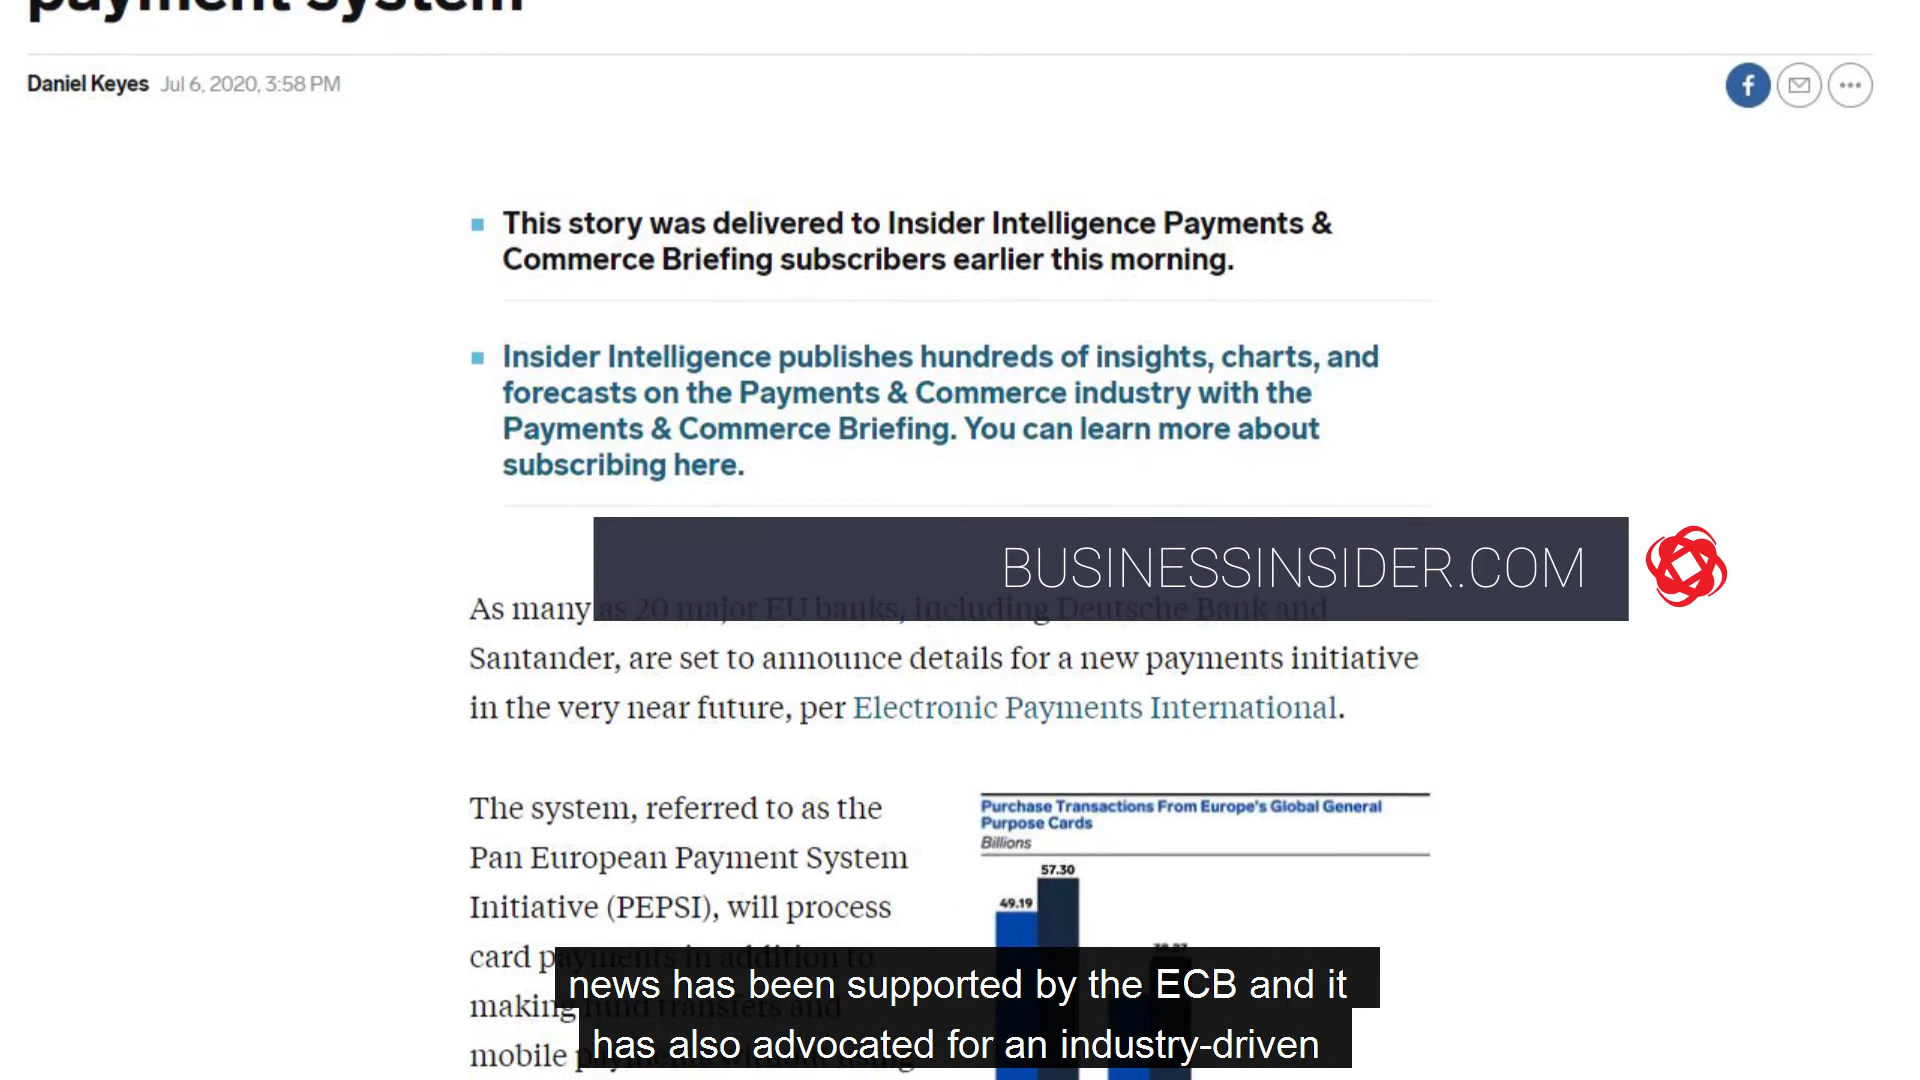 payment system
Daniel Keyes Jul 6, 2020, 3:58 PM
This story was delivered to Insider Intelligence Payments &
Commerce Briefing subscribers earlier this morning.
Insider Intelligence publishes hundreds of insights, charts, and
forecasts on the Payments & Commerce industry with the
Payments & Commerce Briefing. You can learn more about
subscribing here.
BUSINESSINSIDER.COM
As many as 20 major EU banks, including Deutsche Bank and
Santander, are set to announce details for a new payments initiative
in the very near future, per Electronic Payments International.
The system, referred to as the
Pan European Payment System
Initiative (PEPSI), will process
card payments in addition to
making fund transfers and
mobile
Purchase Transactions From Europe's Global General
Purpose Cards
Billions
57.30
49.19
news has been supported by the ECB and it
has also advocated for an industry-driven